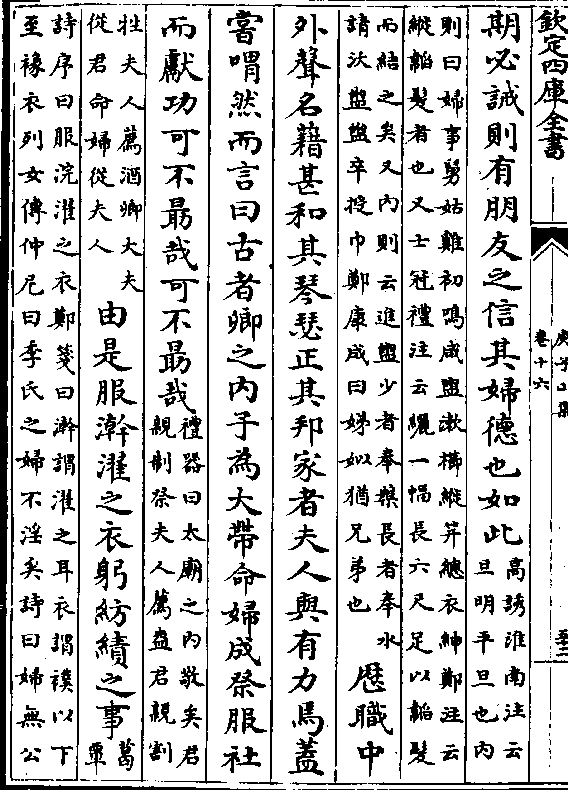 欽定四庫全書
庾子山集
卷十六
期必誡則有朋友之信其婦德也如此高誘淮南注云
旦明平旦也內
則曰婦事舅姑雞初鳴咸盥漱櫛縰笄總衣紳鄭注云
縰韜髮者也又士冠禮注云纚一幅長六尺足以韜髮
而結之矣又內則云進盥少者奉槃長者奉水
請沃盥盥卒授巾鄭康成曰娣姒猶兄弟也
歴職中
外聲名藉甚和其琴瑟正其邦家者夫人與有力焉蓋
嘗喟然而言曰古者卿之內子為大帶命婦成祭服社
而獻功可不勗哉可不勗哉禮器曰太廟之內敬矣君
親制祭夫人薦盎君親割
牲夫人薦酒卿大夫
從君命婦從夫人
由是服澣濯之衣躬紡績之事葛
覃
詩序曰服浣濯之衣鄭箋曰澣謂濯之耳衣謂褘以下
至褖衣列女傳仲尼曰季氏之婦不淫矣詩曰婦無公